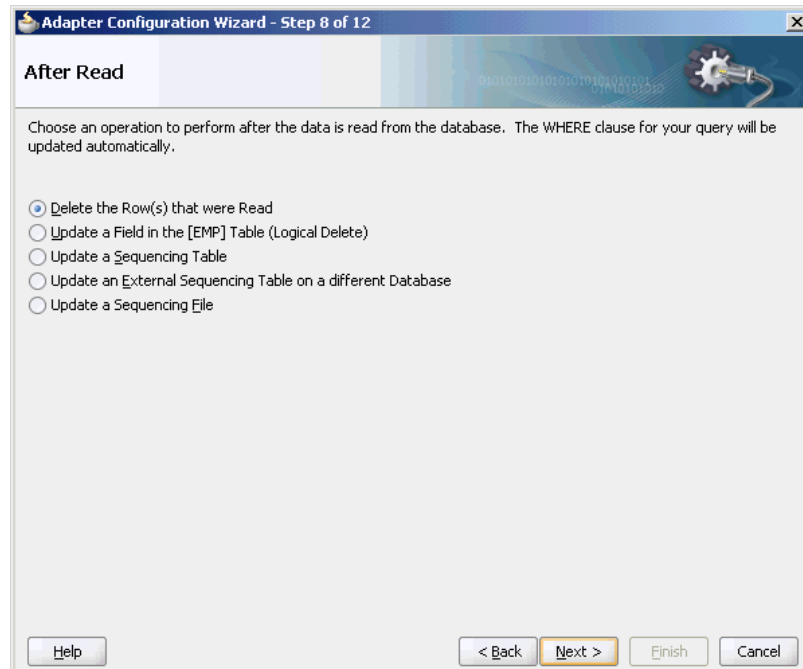 Adapter Configuration Wizard - Step 8 of 12
After Read
Choose an operation to perform after the data is read from the database. The WHERE clause for your query will be
updated automatically.
Delete the Row(s) that were Read
Update a Field in the [EMP] Table (Logical Delete)
Update a Sequencing Table
Update an External Sequencing Table on a different Database
Update a Sequencing File
Help
< Back
Next >
Finish
Cancel